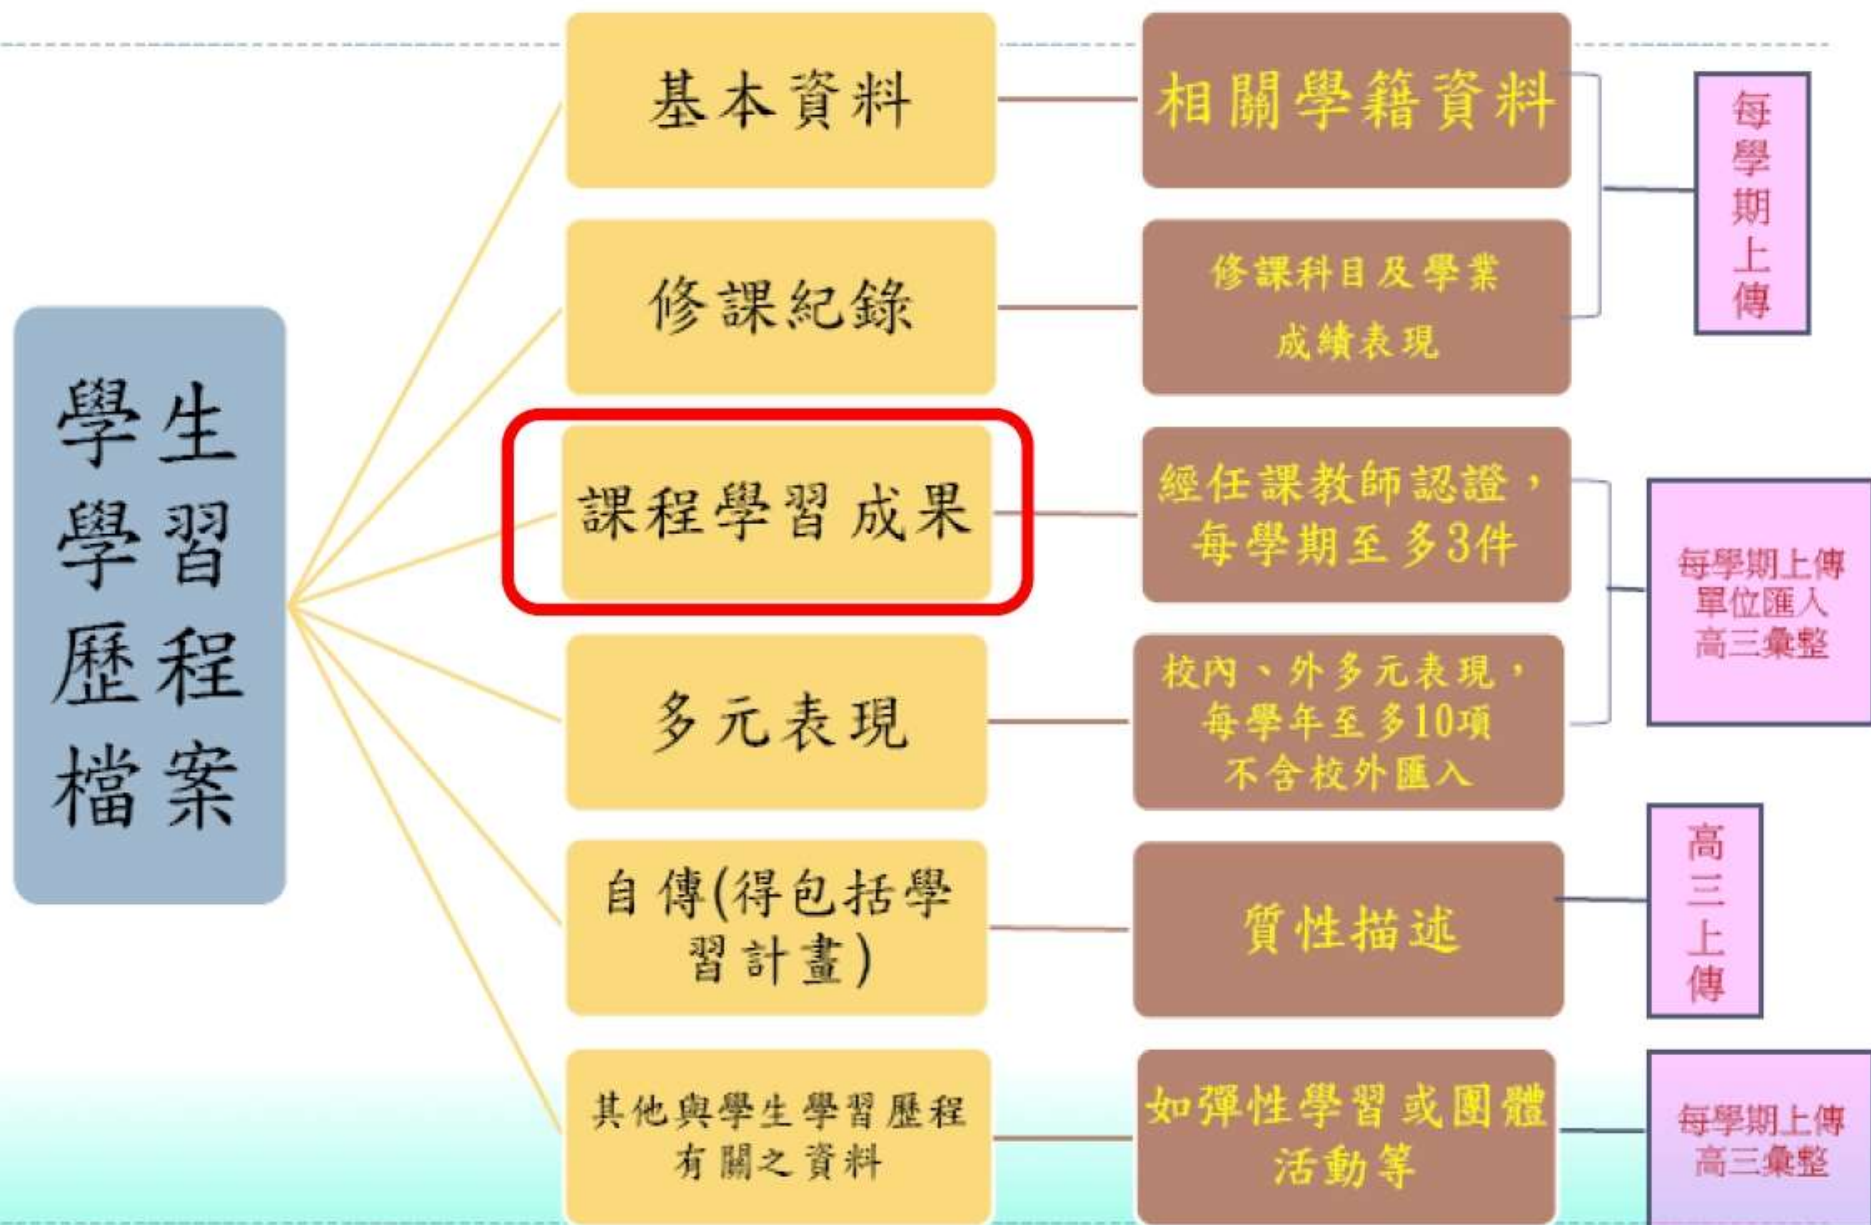 學生
學習
歷程
檔案
基本資料
相關學籍資料
每學期上傳
修課紀錄
修課科目及學業
成績表現
課程學習成果
經任課教師認證，
每學期至多3件
每學期上傳
單位匯入
高三彙整
多元表現
校內、外多元表現，
每學年至多10項
不含校外匯入
自傳(得包括學
習計畫)
質性描述
高三上傳
其他與學生學習歷程
有關之資料
如彈性學習或團體
活動等
每學期上傳
高三彙整